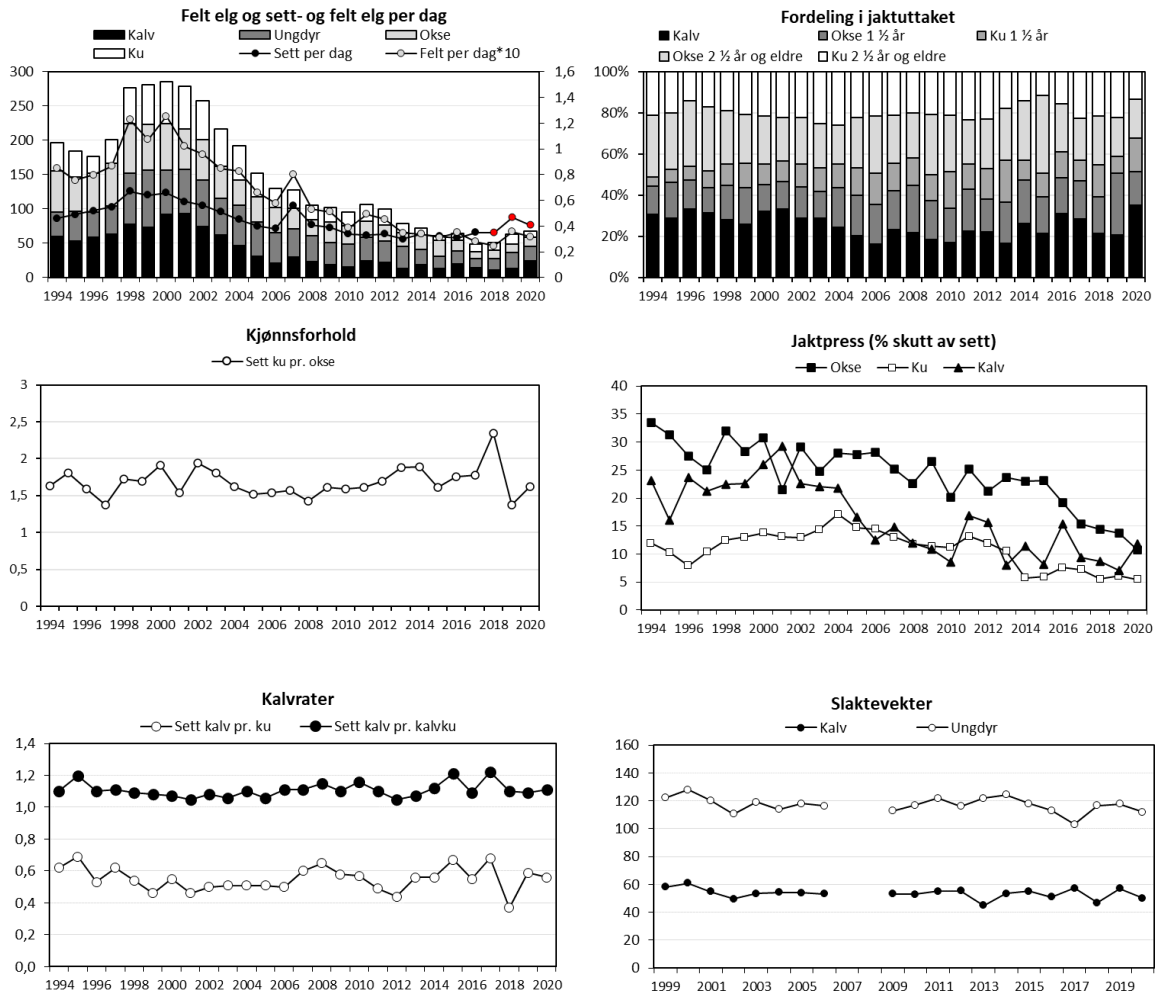 Felt elg og sett- og felt elg per dag
Kalv Ungdyr Okse
Ku Sett per dag Felt per dag*10
300
250
200
150
100
50
0
1,6
1,4
1,2
1
0,8
0,6
0,4
0,2
0
1994 1996 1998 2000 2002 2004 2006 2008 2010 2012 2014 2016 2018 2020
Fordeling i jaktuttaket
Kalv Okse 1 ½ år Ku 1 ½ år
Okse 2 ½ år og eldre Ku 2 ½ år og eldre
100%
80%
60%
40%
20%
0%
1994 1996 1998 2000 2002 2004 2006 2008 2010 2012 2014 2016 2018 2020
Kjønnsforhold
Sett ku pr. okse
3
2,5
2
1,5
1
0,5
0
1994 1996 1998 2000 2002 2004 2006 2008 2010 2012 2014 2016 2018 2020
Jaktpress (% skutt av sett)
Okse Ku Kalv
40
35
30
25
20
15
10
5
0
1994 1996 1998 2000 2002 2004 2006 2008 2010 2012 2014 2016 2018 2020
Kalvrater
Sett kalv pr. ku Sett kalv pr. kalvku
1,4
1,2
1,0
0,8
0,6
0,4
0,2
0,0
1994 1996 1998 2000 2002 2004 2006 2008 2010 2012 2014 2016 2018 2020
Slaktevekter
Kalv Ungdyr
160
140
120
100
80
60
40
20
0
1999 2001 2003 2005 2007 2009 2011 2013 2015 2017 2019